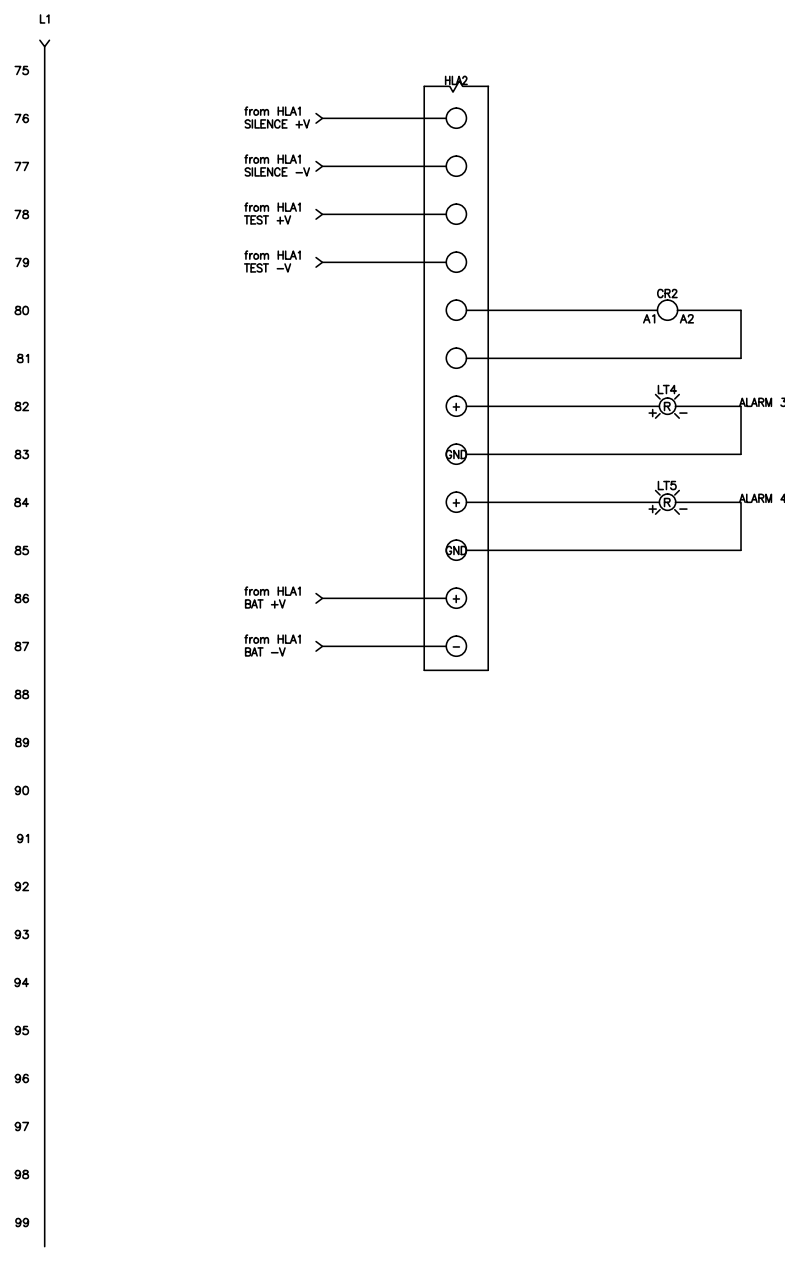 L1
75
HLA2
76
from HLA1
SILENCE +V
77
from HLA1
SILENCE -V
78
from HLA1
TEST +V
79
from HLA1
TEST -V
80
CR2
A1 A2
81
82
+
LT4
R
+ -
ALARM 3
83
GND
84
+
LT5
R
+ -
ALARM 4
85
GND
86
from HLA1
BAT +V
+
87
from HLA1
BAT -V
-
88
89
90
91
92
93
94
95
96
97
98
99